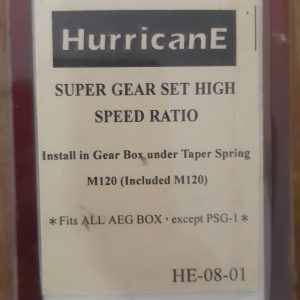 HurricanE
SUPER GEAR SET HIGH
SPEED RATIO
Install in Gear Box under Taper Spring
M120 (Included M120)
*Fits ALL AEG BOX，except PSG-1*
HE-08-01